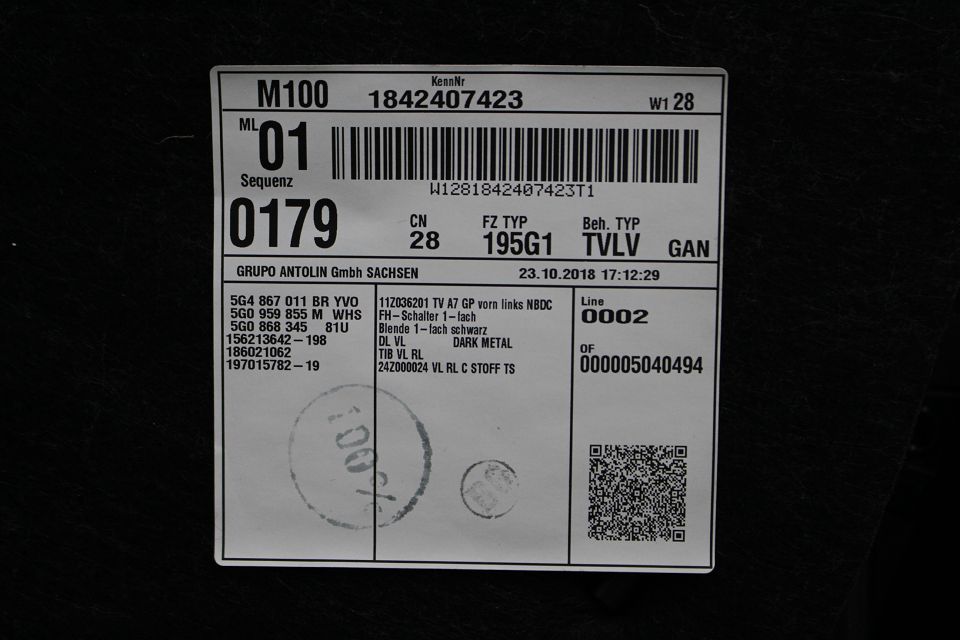 KennNr
M100 1842407423 W1 28
ML 01
W1281842407423T1
Sequenz
0179
CN 28
FZ TYP 195G1
Beh. TYP TVLV GAN
GRUPO ANTOLIN GmbH SACHSEN 23.10.2018 17:12:29
5G4 867 011 BR YVO
5G0 959 855 M WHS
5G0 868 345 81U
156213642-198
186021062
197015782-19
11Z036201 TV A7 GP vorn links NBDC
FH-Schalter 1-fach
Blende 1-fach schwarz
DL VL DARK METAL
TIB VL RL
24Z000024 VL RL C STOFF TS
Line
0002
OF
000005040494
100%